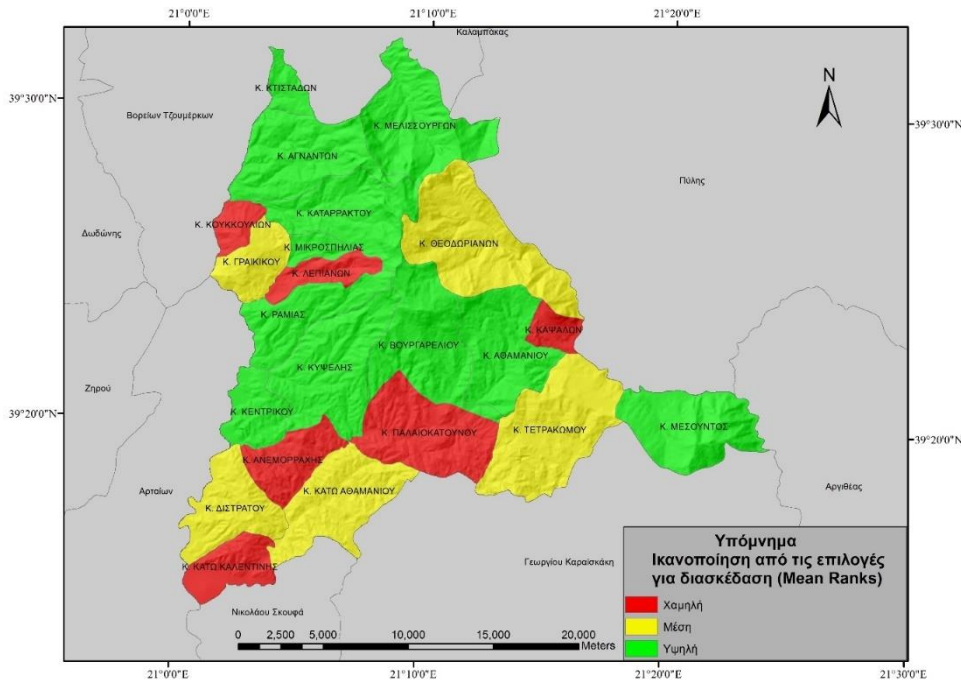 21°0'0"E
21°10'0"E
21°20'0"E
Καλαμπάκας
N
39°30'0"N
39°30'0"N
Κ. ΚΤΙΣΤΑΔΩΝ
Βορείων Τζουμέρκων
Κ. ΜΕΛΙΣΣΟΥΡΓΩΝ
Κ. ΑΓΝΑΝΤΩΝ
Πύλης
Κ. ΚΑΤΑΡΡΑΚΤΟΥ
Κ. ΚΟΥΚΚΟΥΛΙΩΝ
Δωδώνης
Κ. ΘΕΟΔΩΡΙΑΝΩΝ
Κ. ΜΙΚΡΟΣΠΗΛΙΑΣ
Κ. ΓΡΑΙΚΙΚΟΥ
Κ. ΛΕΠΙΑΝΩΝ
Κ. ΡΑΜΙΑΣ
Κ. ΚΑΨΑΛΩΝ
Κ. ΒΟΥΡΓΑΡΕΛΙΟΥ
Κ. ΑΘΑΜΑΝΙΟΥ
Κ. ΚΥΨΕΛΗΣ
Ζηρού
39°20'0"N
39°20'0"N
Κ. ΚΕΝΤΡΙΚΟΥ
Κ. ΜΕΣΟΥΝΤΟΣ
Κ. ΤΕΤΡΑΚΩΜΟΥ
Κ. ΠΑΛΑΙΟΚΑΤΟΥΝΟΥ
Κ. ΑΝΕΜΟΡΡΑΧΗΣ
Αργιθέας
Αρταίων
Κ. ΚΑΤΩ ΑΘΑΜΑΝΙΟΥ
Κ. ΔΙΣΤΡΑΤΟΥ
Κ. ΚΑΤΩ ΚΑΛΕΝΤΙΝΗΣ
Γεωργίου Καραϊσκάκη
Νικολάου Σκουφά
Υπόμνημα
Ικανοποίηση από τις επιλογές
για διασκέδαση (Mean Ranks)
Χαμηλή
Μέση
Υψηλή
0 2,500 5,000 10,000 15,000 20,000
Meters
21°0'0"E
21°10'0"E
21°20'0"E
21°30'0"E